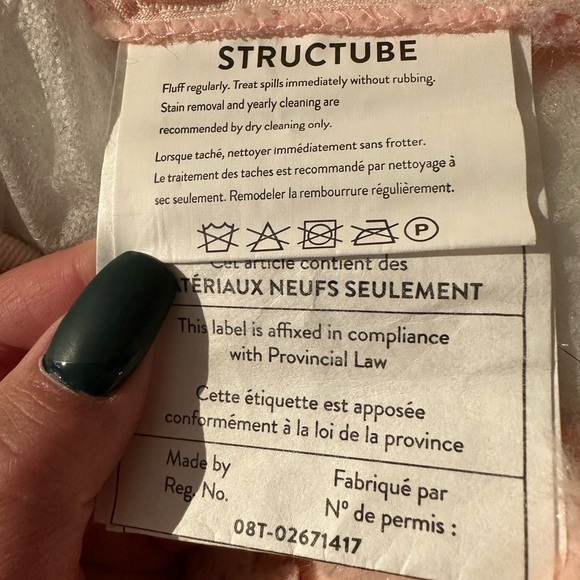 STRUCTUBE
Fluff regularly. Treat spills immediately without rubbing.
Stain removal and yearly cleaning are
recommended by dry cleaning only.
Lorsque taché, nettoyer immédiatement sans frotter.
Le traitement des taches est recommandé par nettoyage à
sec seulement. Remodeler la rembourrure régulièrement.
P
Cet article contient des
ATÉRIAUX NEUFS SEULEMENT
This label is affixed in compliance
with Provincial Law
Cette étiquette est apposée
conformément à la loi de la province
Made by Fabriqué par
Reg. No. Nº de permis :
08T-02671417